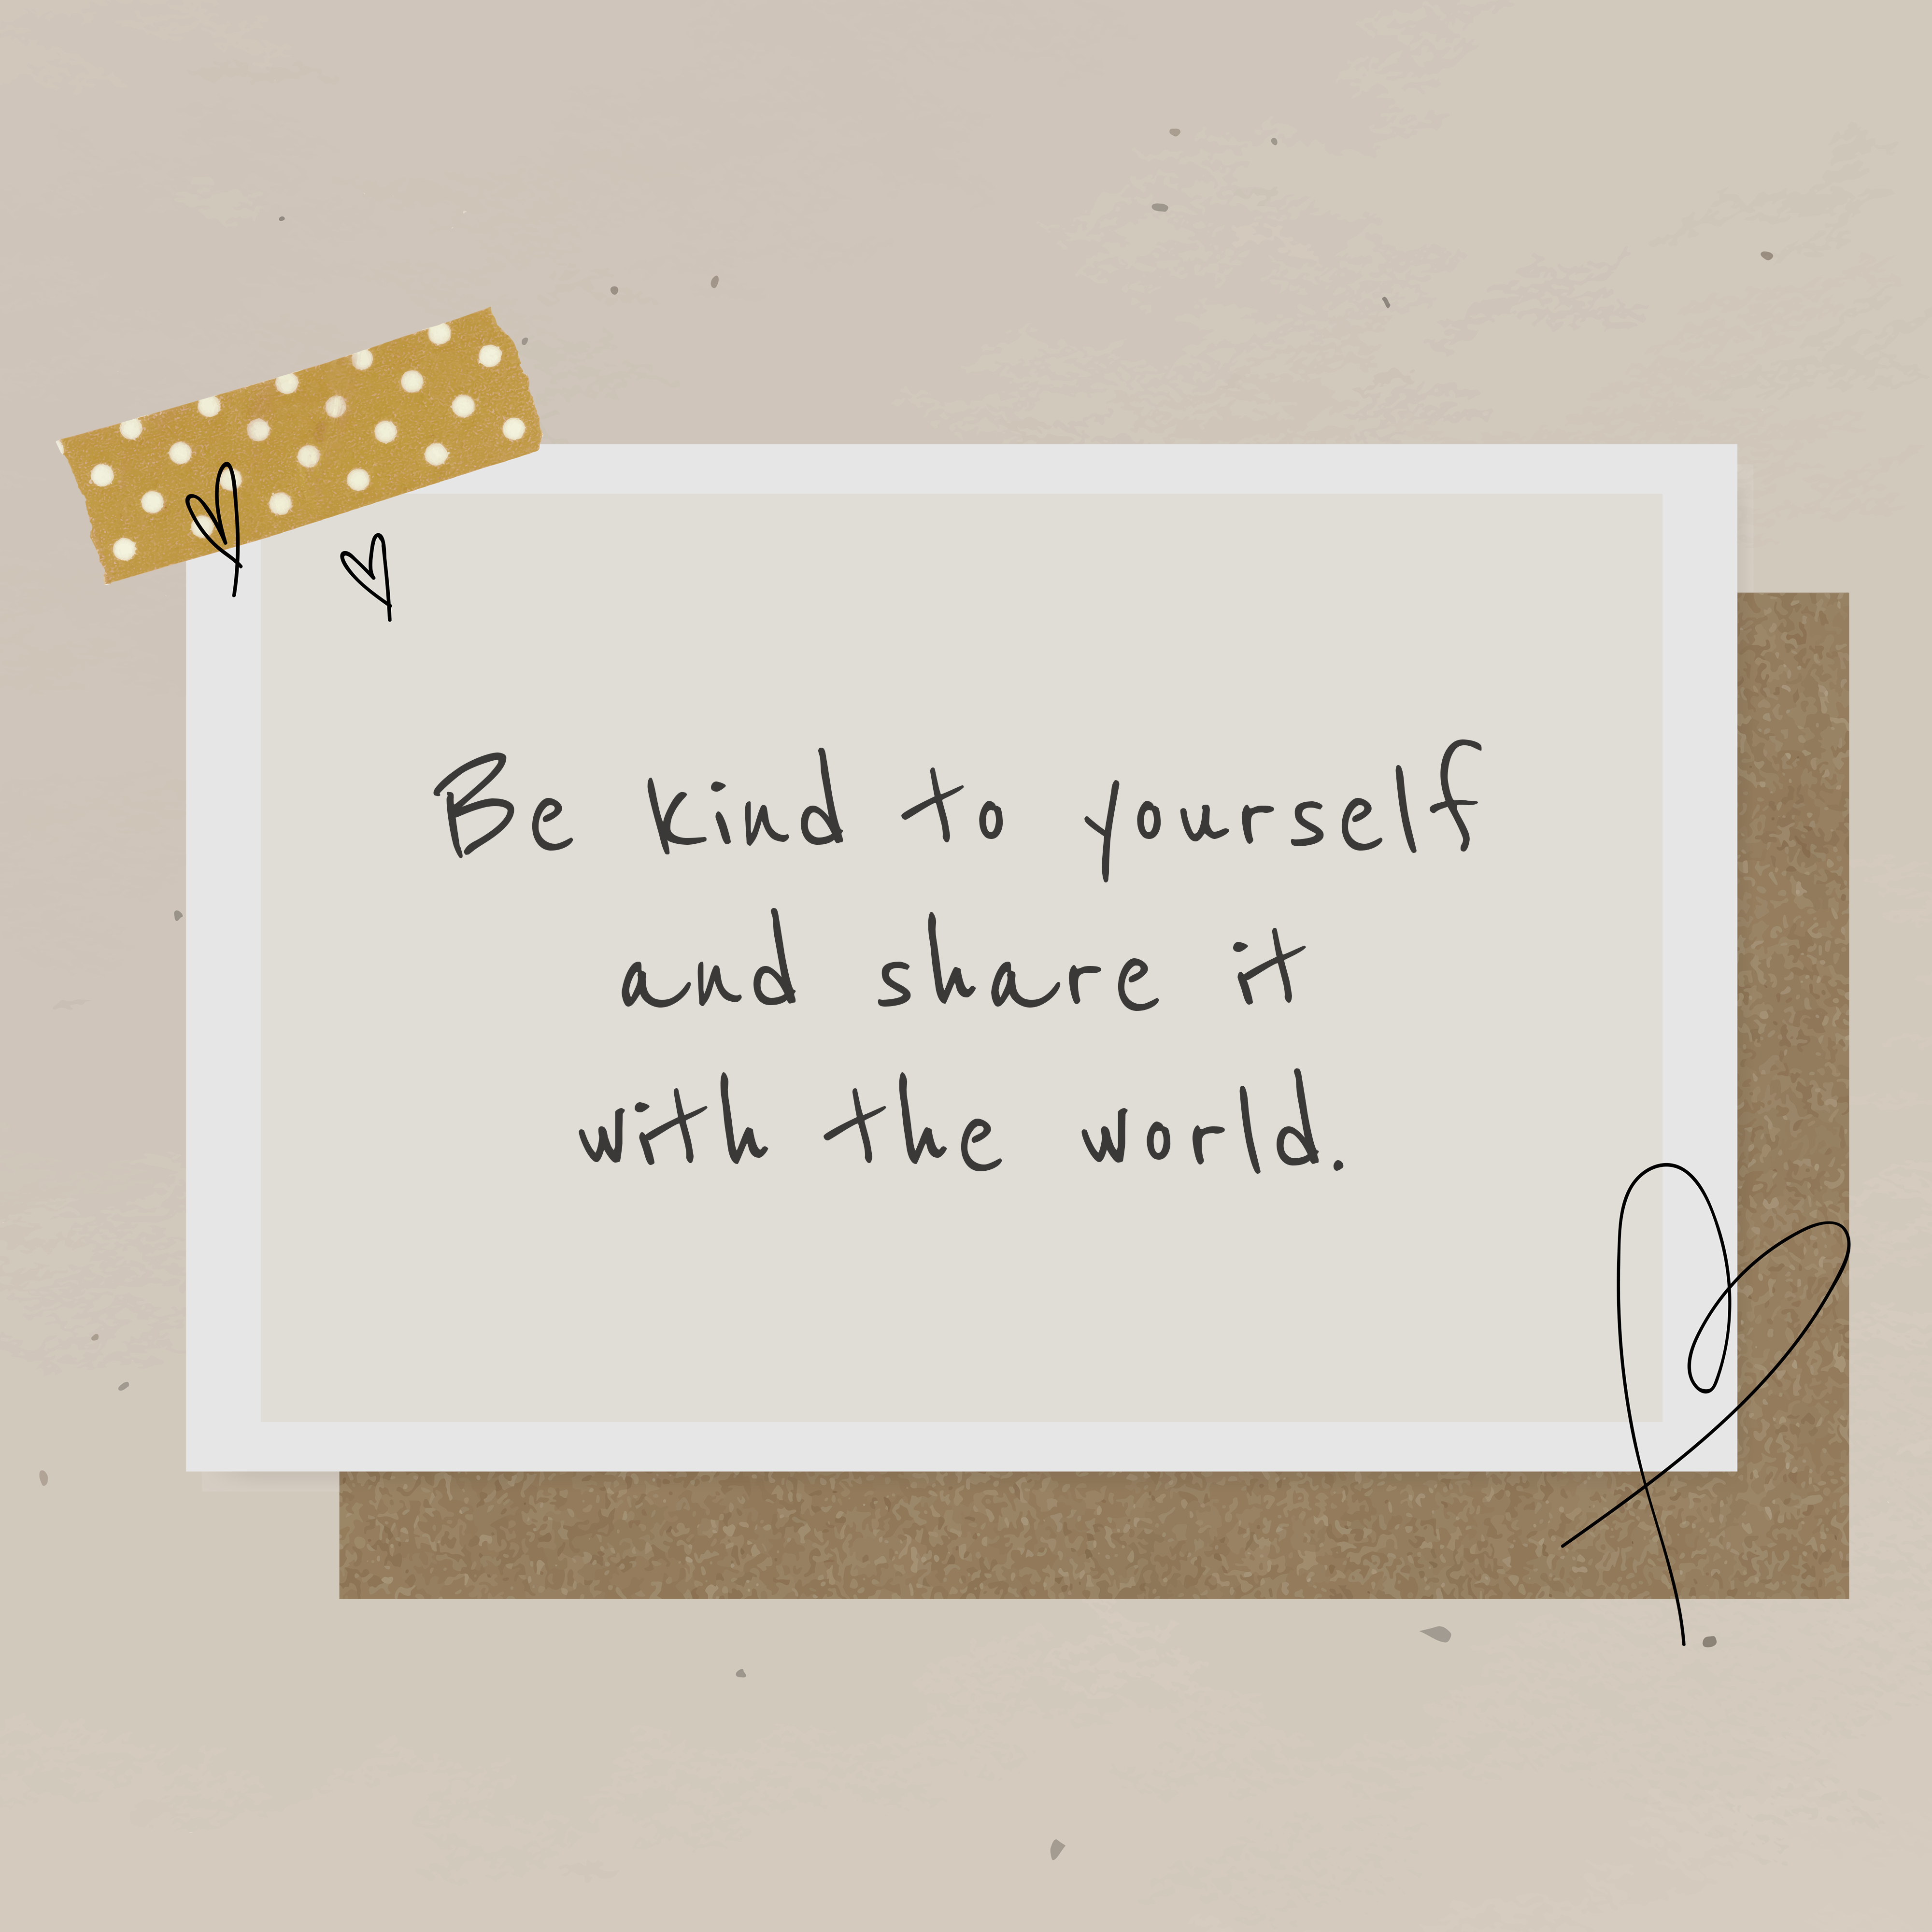 Be kind to yourself
and share it
with the world.